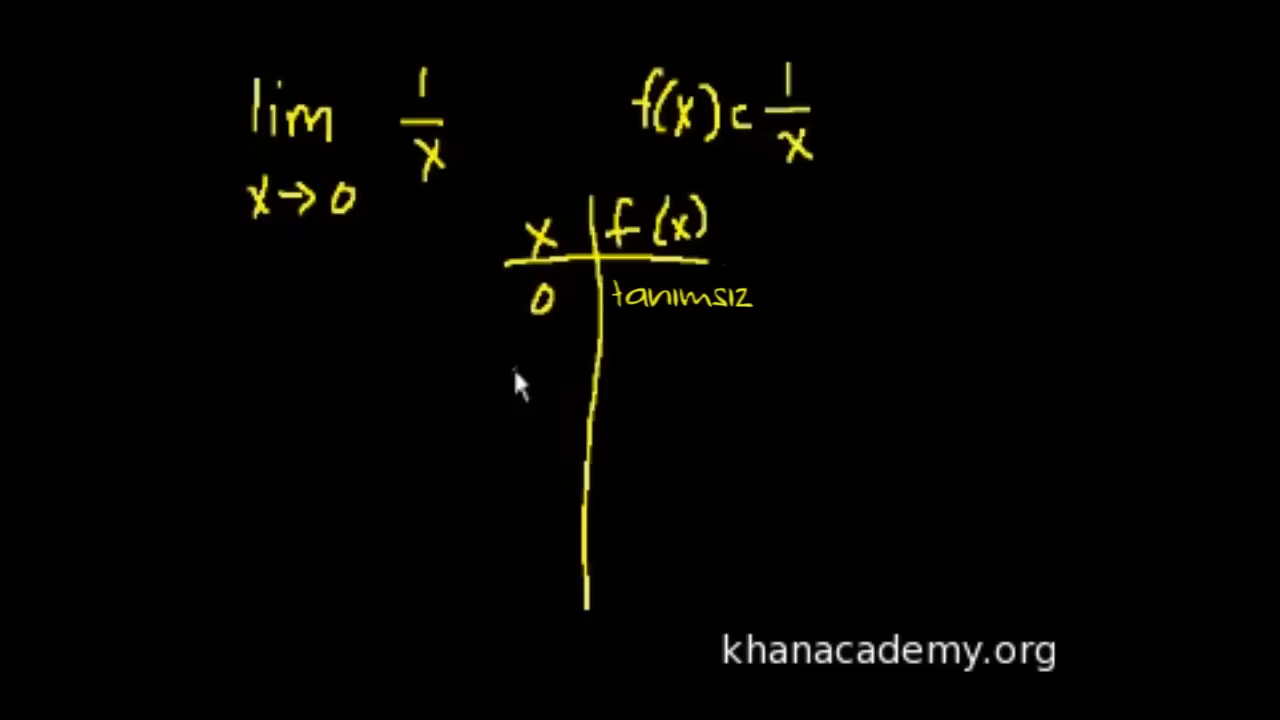 lim 1/x
x→0
f(x) = 1/x
x f(x)
0 tanımsız
khanacademy.org